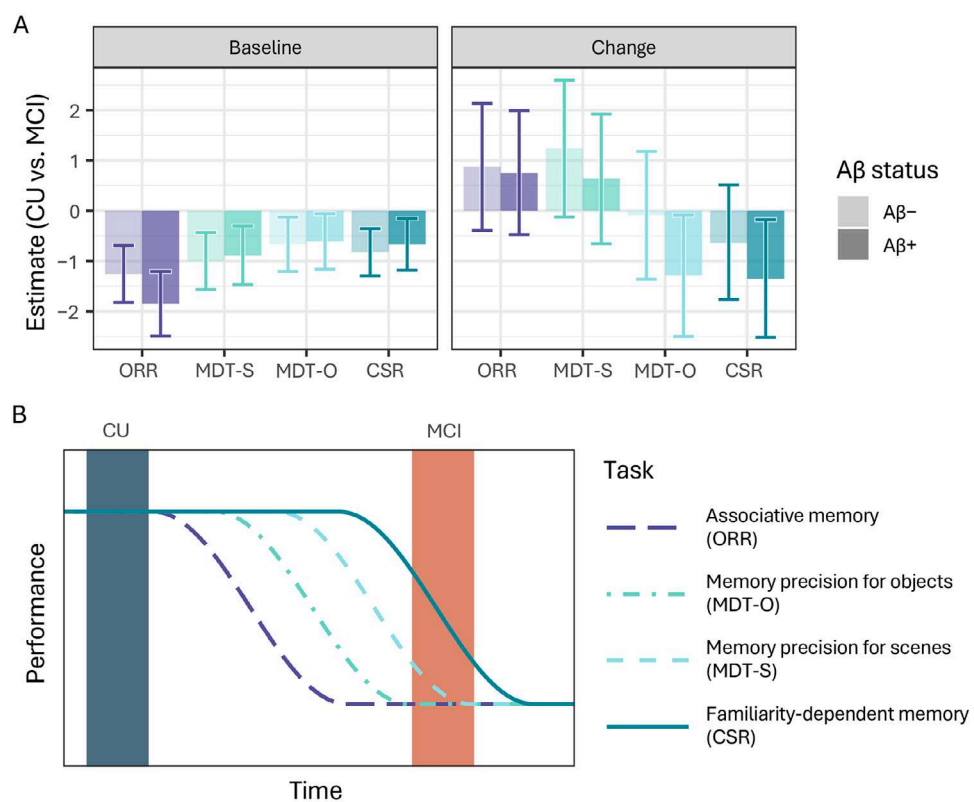 A
Baseline
Change
Estimate (CU vs. MCI)
2
1
0
−1
−2
ORR
MDT-S
MDT-O
CSR
ORR
MDT-S
MDT-O
CSR
Aβ status
Aβ−
Aβ+
B
CU
MCI
Performance
Time
Task
Associative memory
(ORR)
Memory precision for objects
(MDT-O)
Memory precision for scenes
(MDT-S)
Familiarity-dependent memory
(CSR)